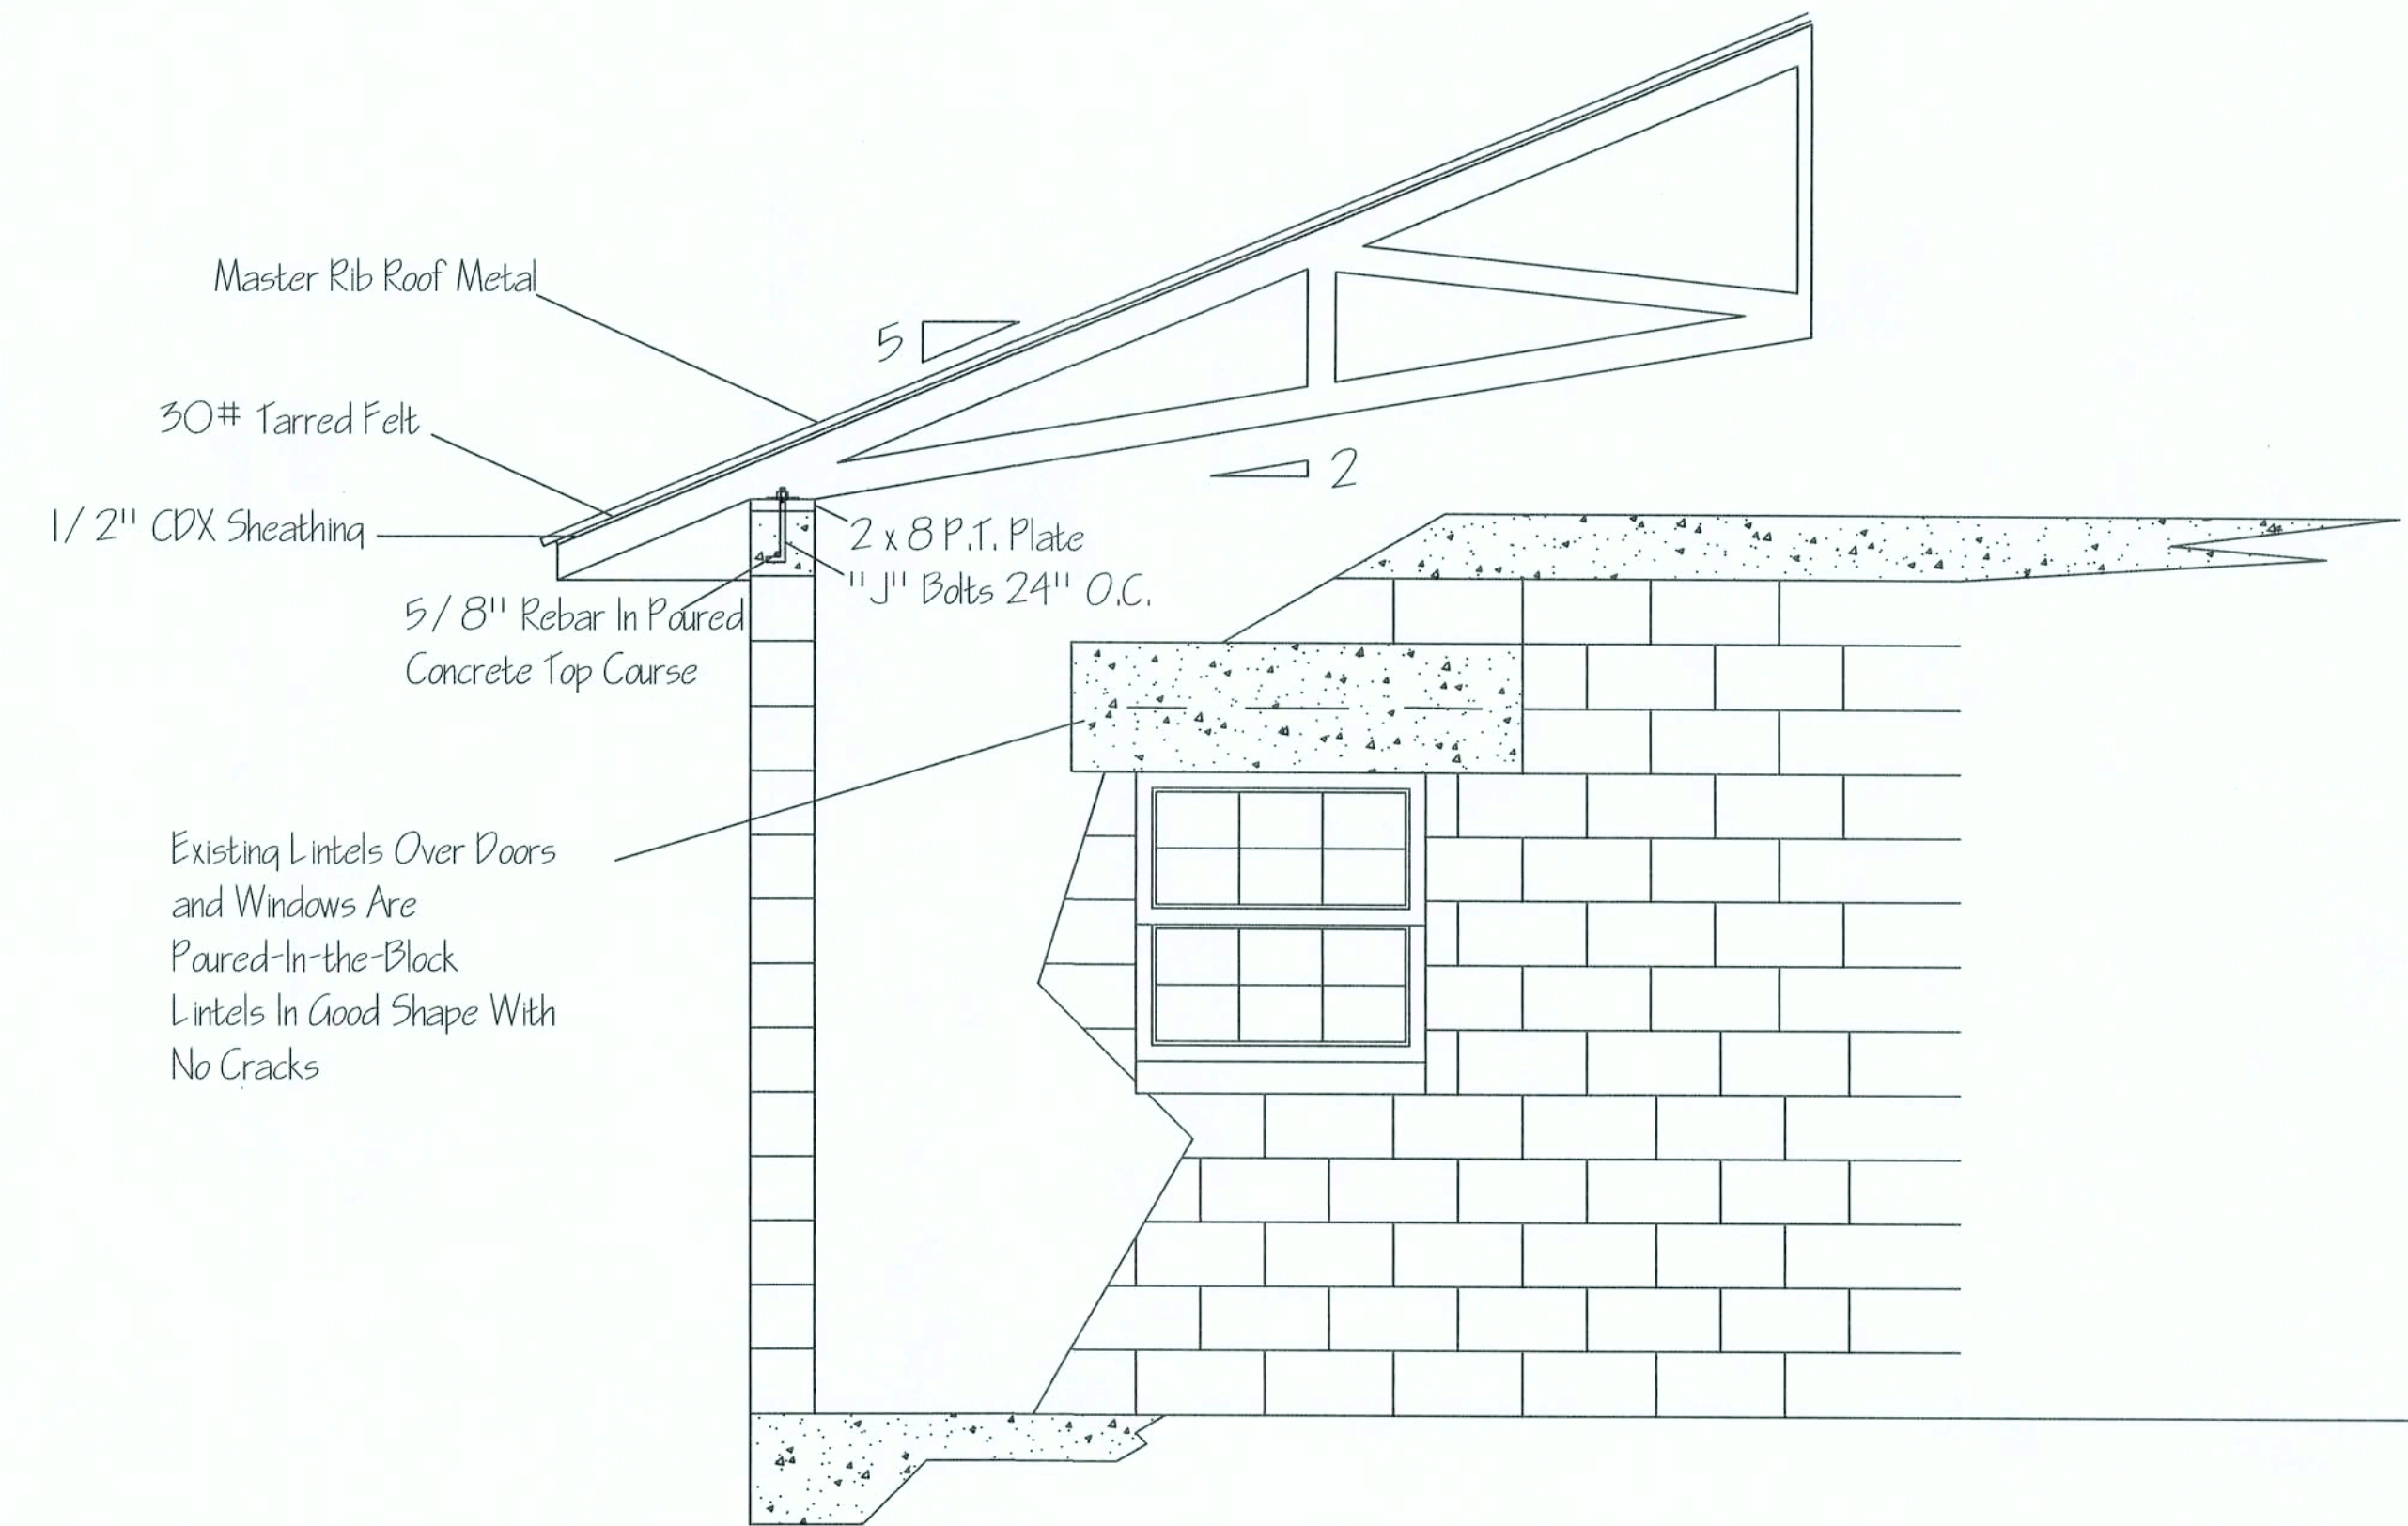 Master Rib Roof Metal
5
30# Tarred Felt
2
1/2" CDX Sheathing
2 x 8 P.T. Plate
"J" Bolts 24" O.C.
5/8" Rebar In Poured
Concrete Top Course
Existing Lintels Over Doors
and Windows Are
Poured-In-the-Block
Lintels In Good Shape With
No Cracks